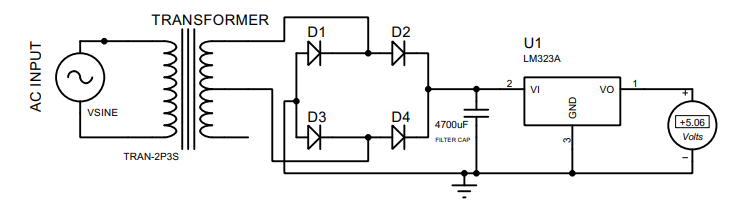 TRANSFORMER
AC INPUT
VSINE
TRAN-2P3S
D1
D2
D3
D4
4700uF
FILTER CAP
U1
LM323A
2
VI
VO
1
GND
3
+
+5.06
Volts
−